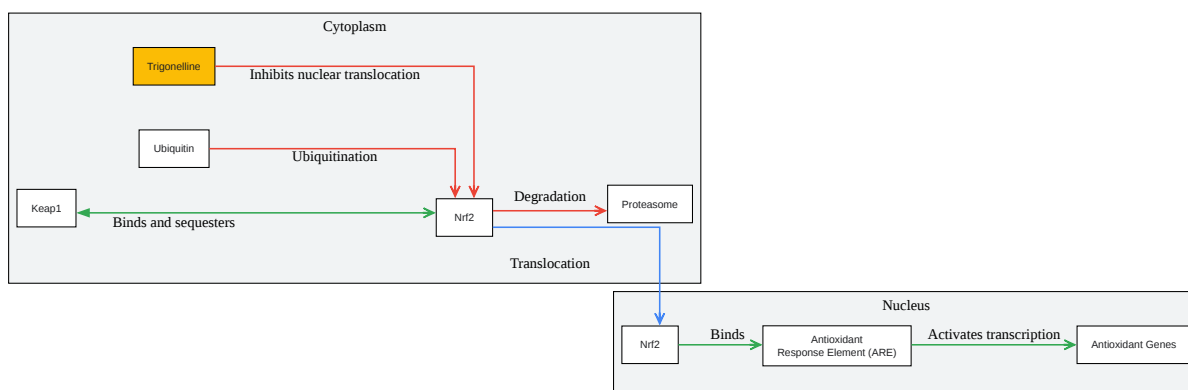 Cytoplasm
Trigonelline
Inhibits nuclear translocation
Ubiquitin
Ubiquitination
Keap1
Binds and sequesters
Nrf2
Degradation
Proteasome
Translocation
Nucleus
Nrf2
Binds
Antioxidant
Response Element (ARE)
Activates transcription
Antioxidant Genes